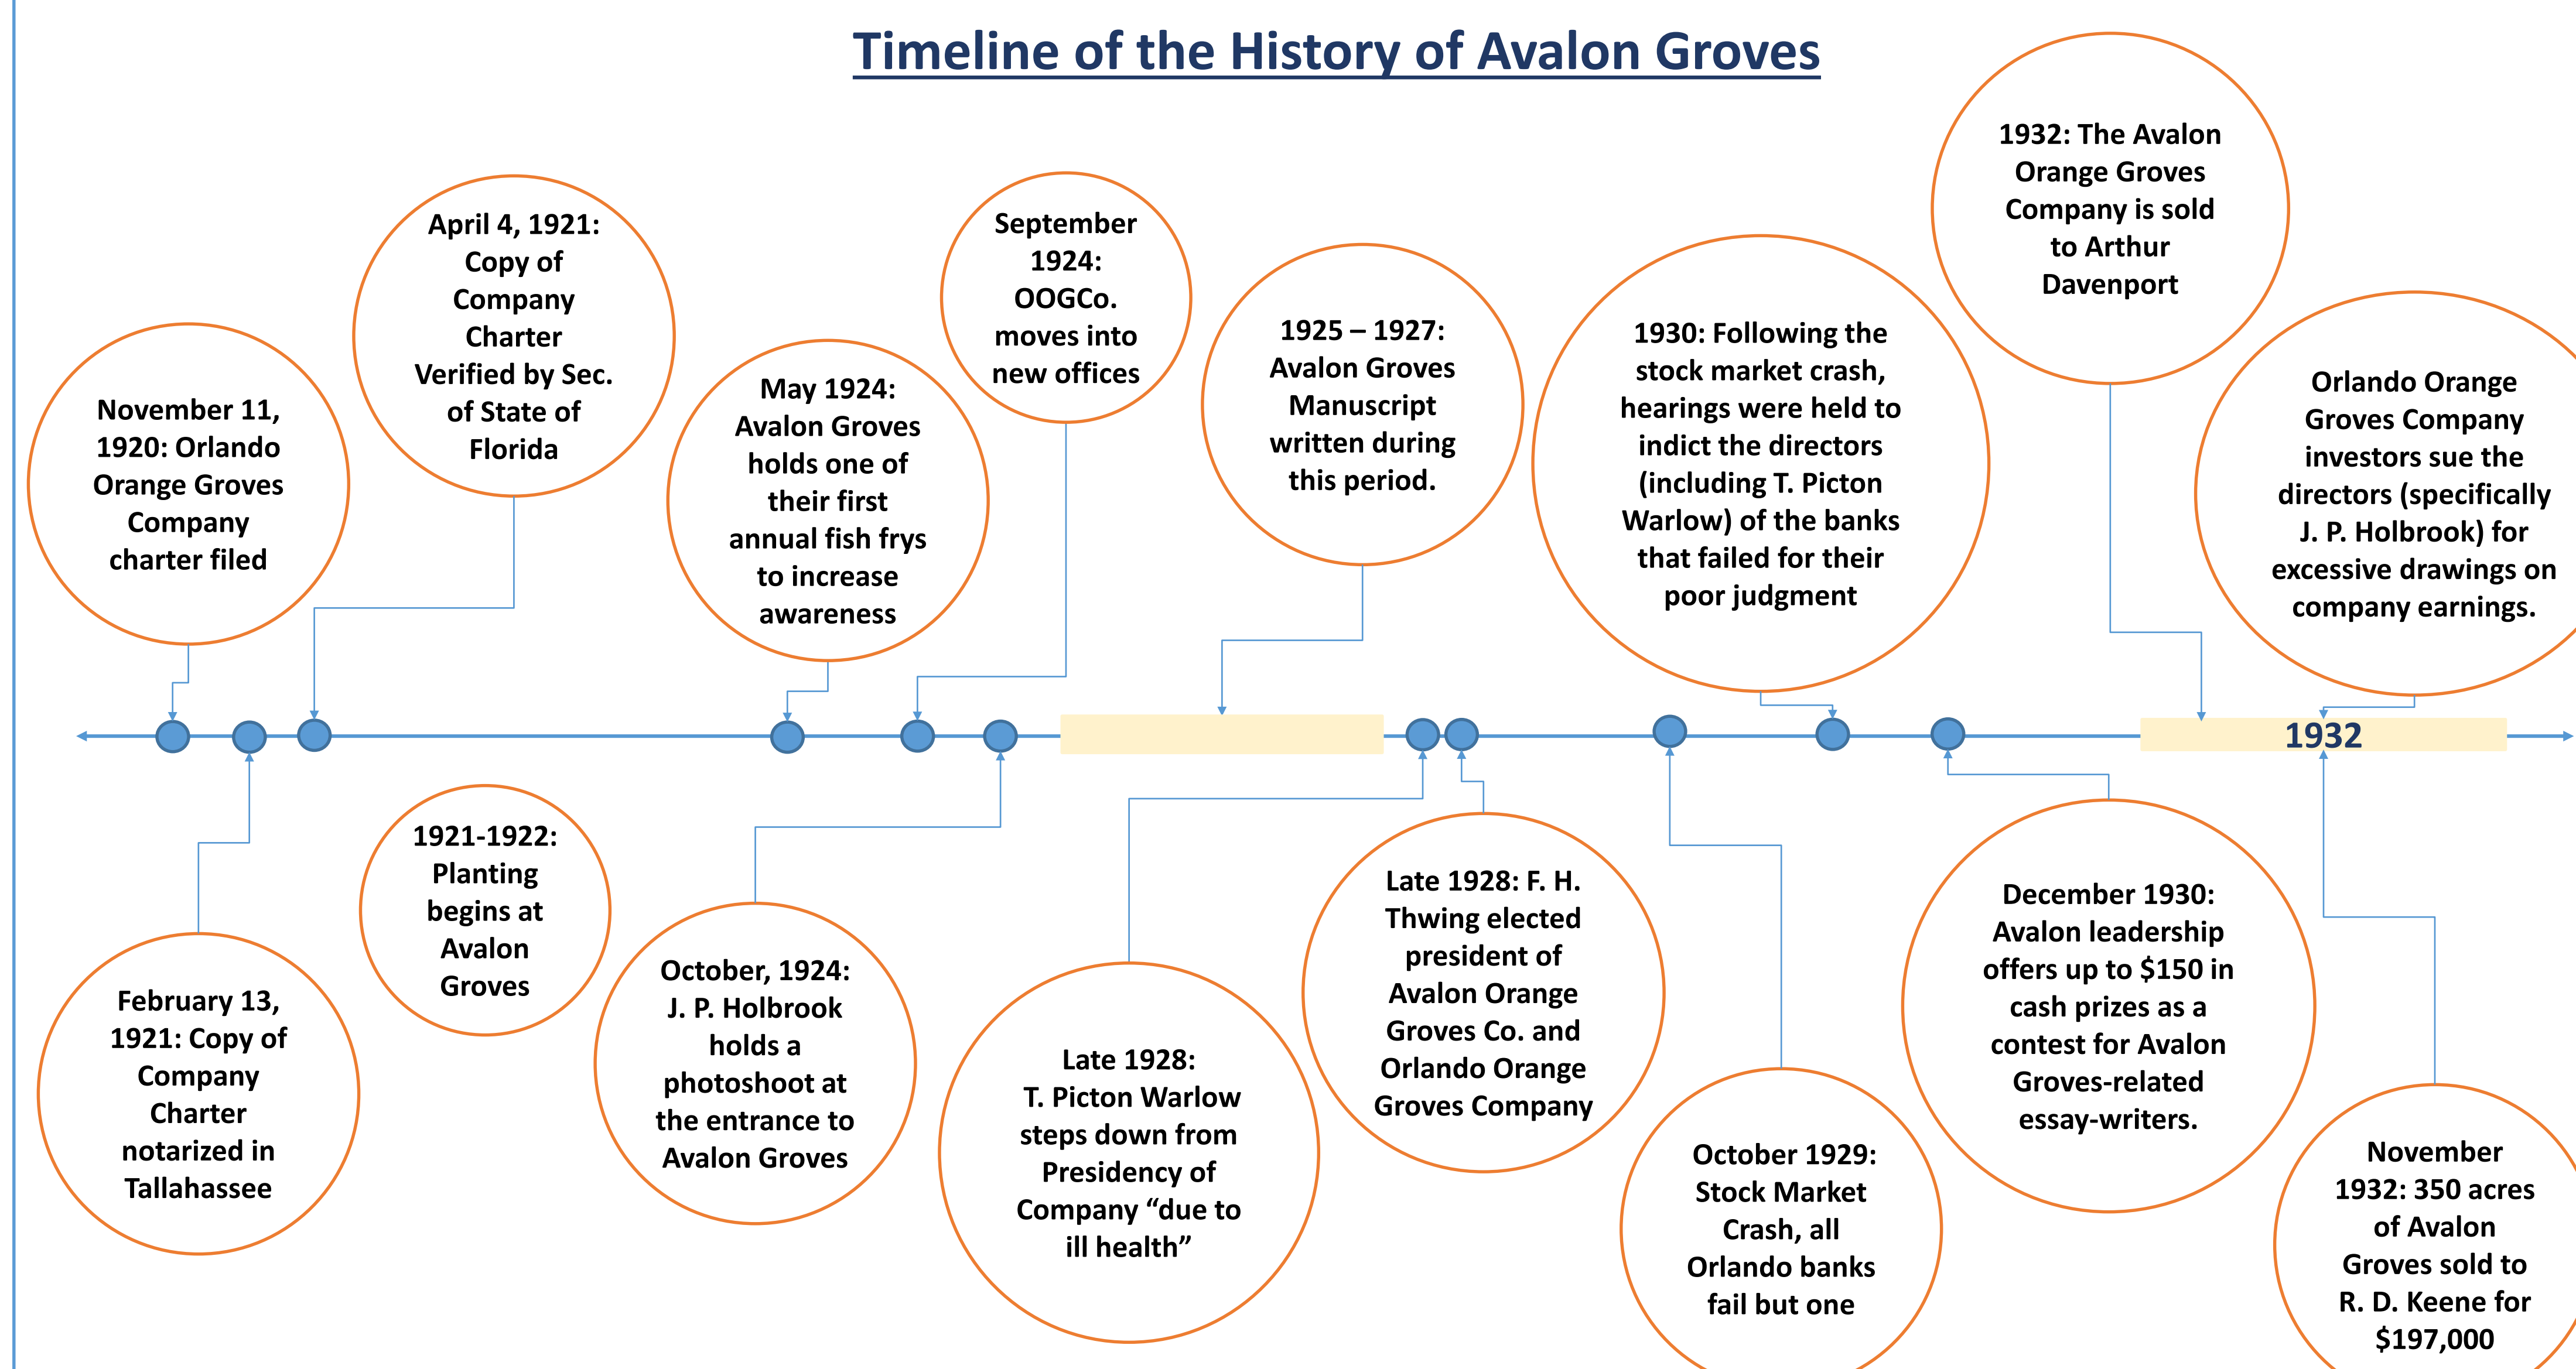 Timeline of the History of Avalon Groves
November 11,
1920: Orlando
Orange Groves
Company
charter filed
February 13,
1921: Copy of
Company
Charter
notarized in
Tallahassee
April 4, 1921:
Copy of
Company
Charter
Verified by Sec.
of State of
Florida
1921-1922:
Planting
begins at
Avalon
Groves
May 1924:
Avalon Groves
holds one of
their first
annual fish frys
to increase
awareness
September
1924:
OOGCo.
moves into
new offices
October, 1924:
J. P. Holbrook
holds a
photoshoot at
the entrance to
Avalon Groves
1925 – 1927:
Avalon Groves
Manuscript
written during
this period.
Late 1928:
T. Picton Warlow
steps down from
Presidency of
Company “due to
ill health”
Late 1928: F. H.
Thwing elected
president of
Avalon Orange
Groves Co. and
Orlando Orange
Groves Company
October 1929:
Stock Market
Crash, all
Orlando banks
fail but one
1930: Following the
stock market crash,
hearings were held to
indict the directors
(including T. Picton
Warlow) of the banks
that failed for their
poor judgment
December 1930:
Avalon leadership
offers up to $150 in
cash prizes as a
contest for Avalon
Groves-related
essay-writers.
1932: The Avalon
Orange Groves
Company is sold
to Arthur
Davenport
Orlando Orange
Groves Company
investors sue the
directors (specifically
J. P. Holbrook) for
excessive drawings on
company earnings.
1932
November
1932: 350 acres
of Avalon
Groves sold to
R. D. Keene for
$197,000